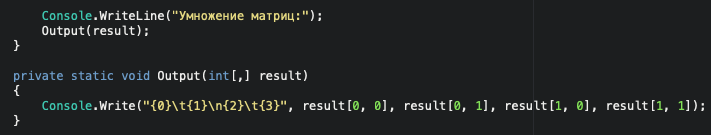 Console.WriteLine("Умножение матриц:");
Output(result);
}
private static void Output(int[,] result)
{
Console.Write("{0}\t{1}\n{2}\t{3}", result[0, 0], result[0, 1], result[1, 0], result[1, 1]);
}